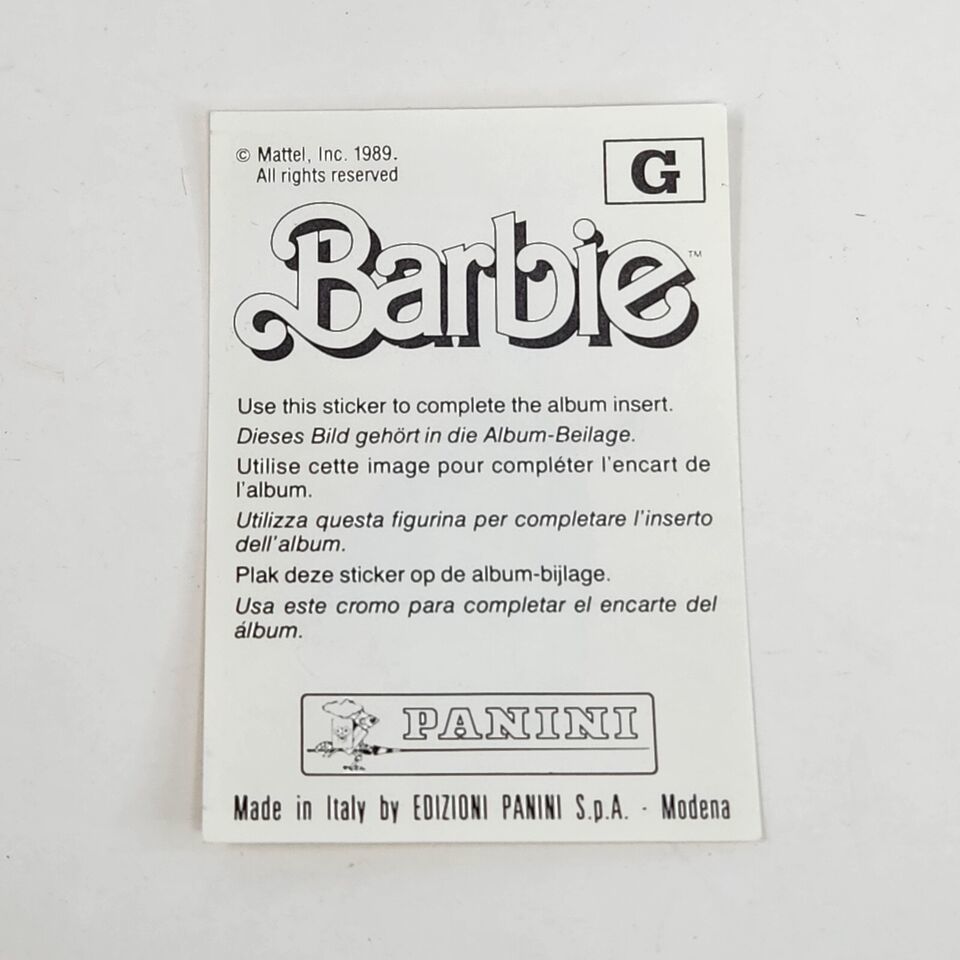 © Mattel, Inc. 1989.
All rights reserved
G
Barbie™
Use this sticker to complete the album insert.
Dieses Bild gehört in die Album-Beilage.
Utilise cette image pour compléter l'encart de
l'album.
Utilizza questa figurina per completare l'inserto
dell'album.
Plak deze sticker op de album-bijlage.
Usa este cromo para completar el encarte del
álbum.
PANINI
Made in Italy by EDIZIONI PANINI S.p.A. - Modena